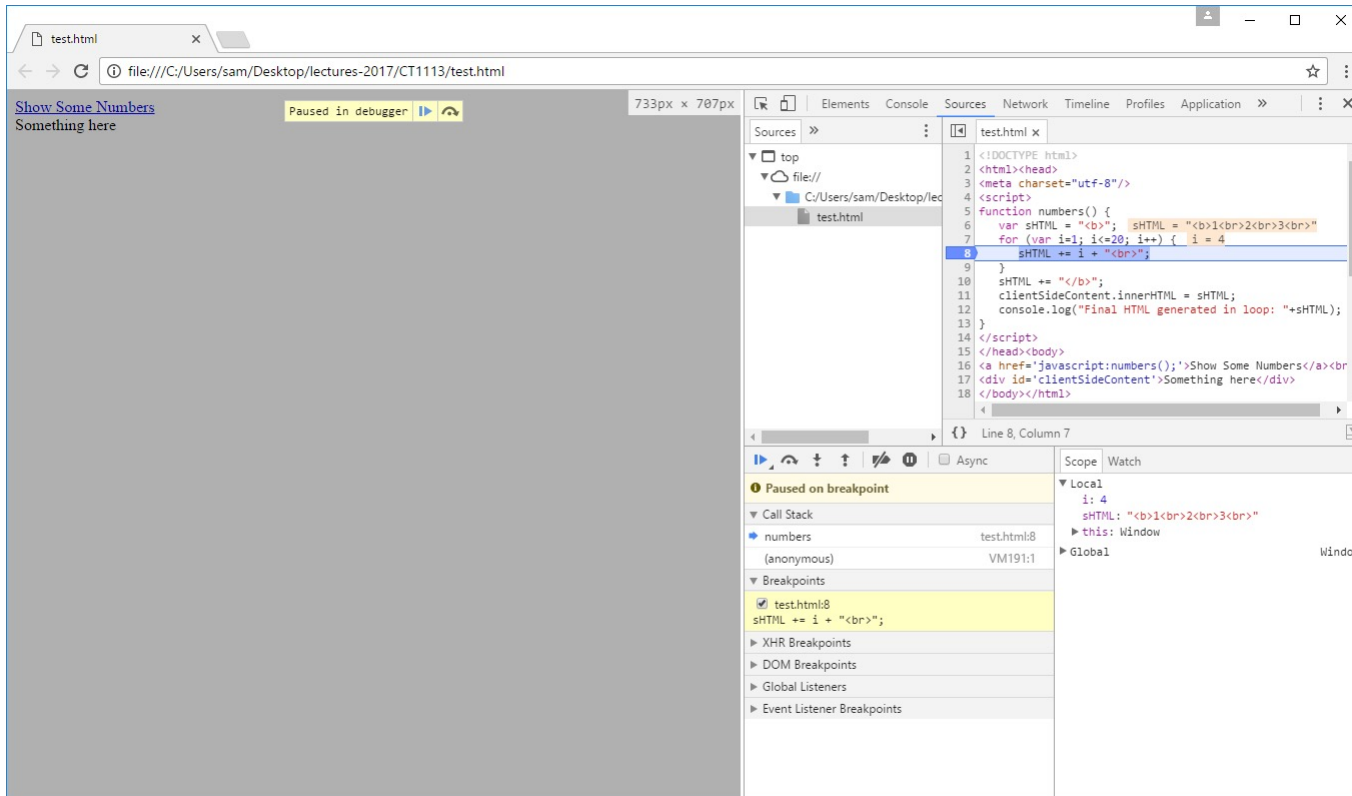 test.html
file:///C:/Users/sam/Desktop/lectures-2017/CT1113/test.html
Show Some Numbers
Something here
Paused in debugger
733px × 707px
Elements Console Sources Network Timeline Profiles Application »
Sources »
top
file://
C:/Users/sam/Desktop/lec
test.html
test.html ×
1 <!DOCTYPE html>
2 <html><head>
3 <meta charset="utf-8"/>
4 <script>
5 function numbers() {
6 var sHTML = "<b>"; sHTML = "<b>1<br>2<br>3<br>"
7 for (var i=1; i<=20; i++) { i = 4
8 sHTML += i + "<br>";
9 }
10 sHTML += "</b>";
11 clientSideContent.innerHTML = sHTML;
12 console.log("Final HTML generated in loop: "+sHTML);
13 }
14 </script>
15 </head><body>
16 <a href='javascript:numbers();'>Show Some Numbers</a><br
17 <div id='clientSideContent'>Something here</div>
18 </body></html>
{} Line 8, Column 7
Async
Paused on breakpoint
Call Stack
numbers test.html:8
(anonymous) VM191:1
Breakpoints
test.html:8
sHTML += i + "<br>";
XHR Breakpoints
DOM Breakpoints
Global Listeners
Event Listener Breakpoints
Scope Watch
Local
i: 4
sHTML: "<b>1<br>2<br>3<br>"
this: Window
Global Windo